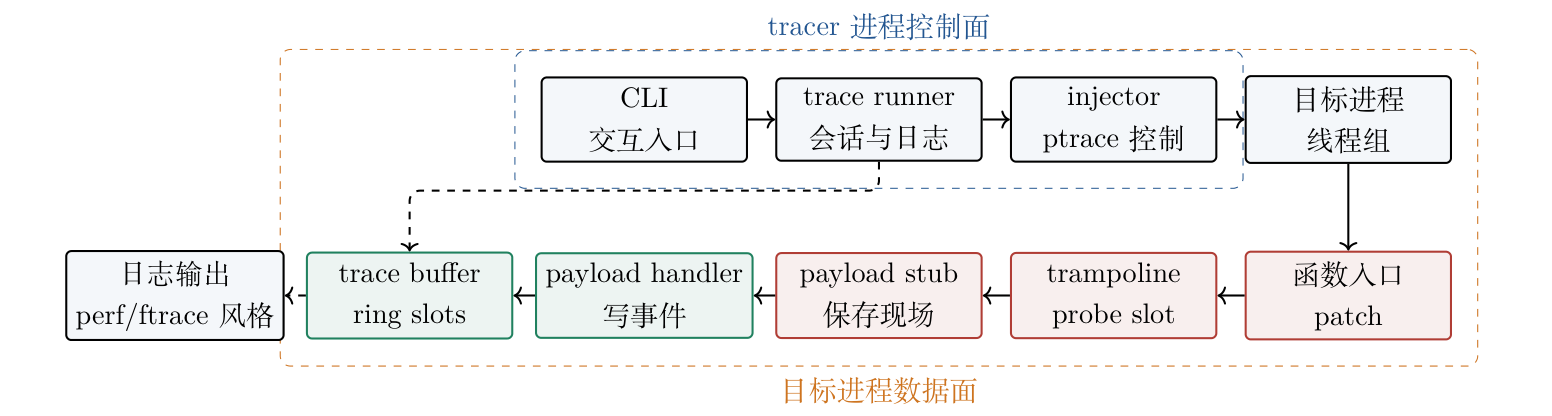 tracer 进程控制面
CLI
交互入口
trace runner
会话与日志
injector
ptrace 控制
目标进程
线程组
日志输出
perf/ftrace 风格
trace buffer
ring slots
payload handler
写事件
payload stub
保存现场
trampoline
probe slot
函数入口
patch
目标进程数据面